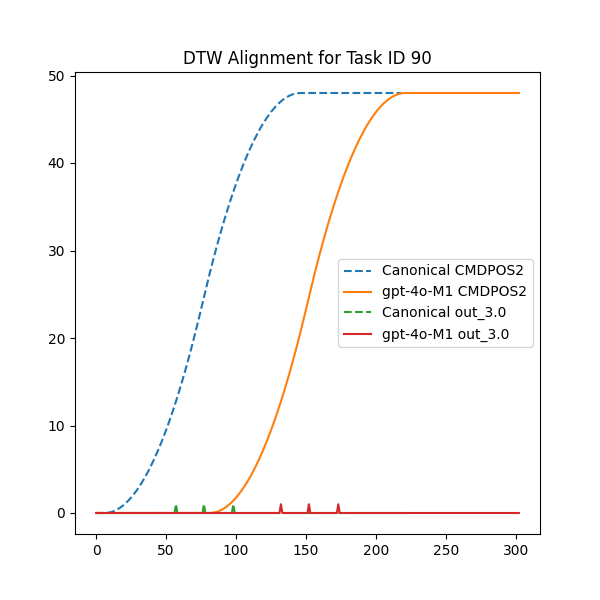 DTW Alignment for Task ID 90
50
40
30
20
10
0
Canonical CMDPOS2
gpt-4o-M1 CMDPOS2
Canonical out_3.0
gpt-4o-M1 out_3.0
0 50 100 150 200 250 300